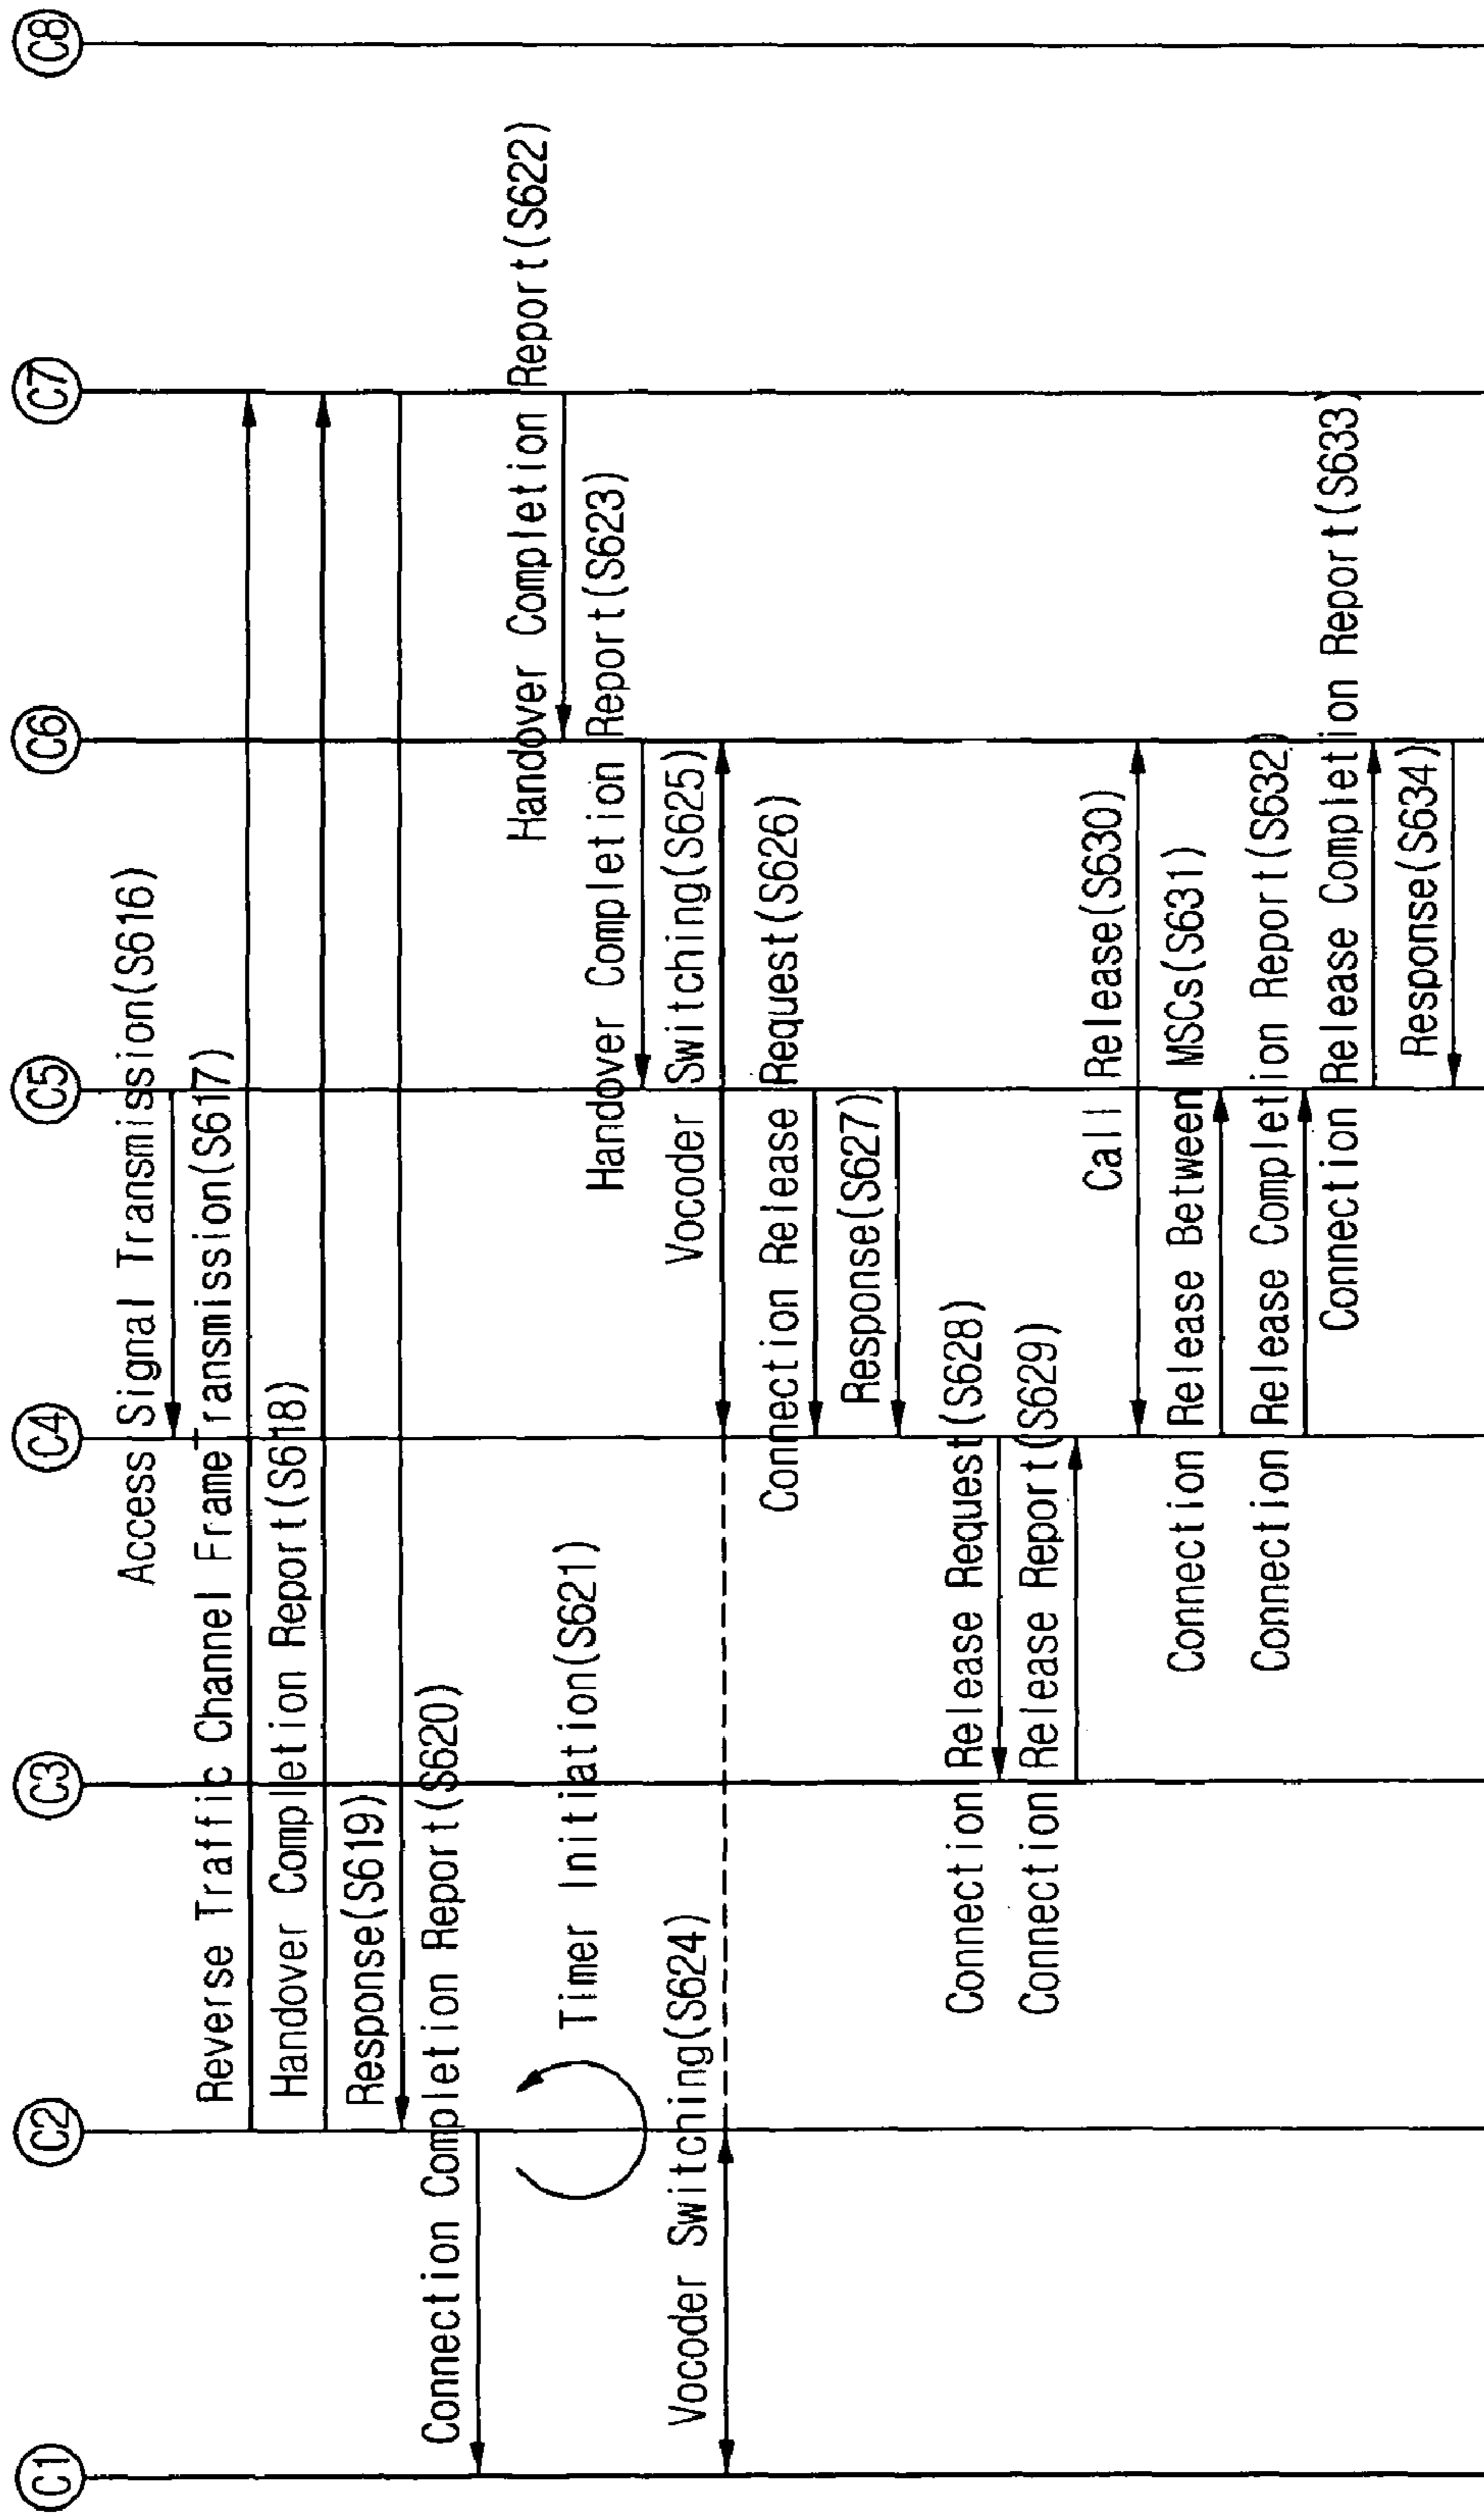 C1
C2
C3
C4
C5
C6
C7
C8
Access Signal Transmission(S616)
Reverse Traffic Channel Frame Transmission(S617)
Handover Completion Report(S618)
Response(S619)
Connection Completion Report(S620)
Timer Initiation(S621)
Handover Completion Report(S622)
Handover Completion Report(S623)
Vocoder Switching(S624)
Vocoder Switching(S625)
Connection Release Request(S626)
Response(S627)
Connection Release Request(S628)
Connection Release Report(S629)
Call Release(S630)
Connection Release Between MSCs(S631)
Connection Release Completion Report(S632)
Connection Release Completion Report(S633)
Response(S634)